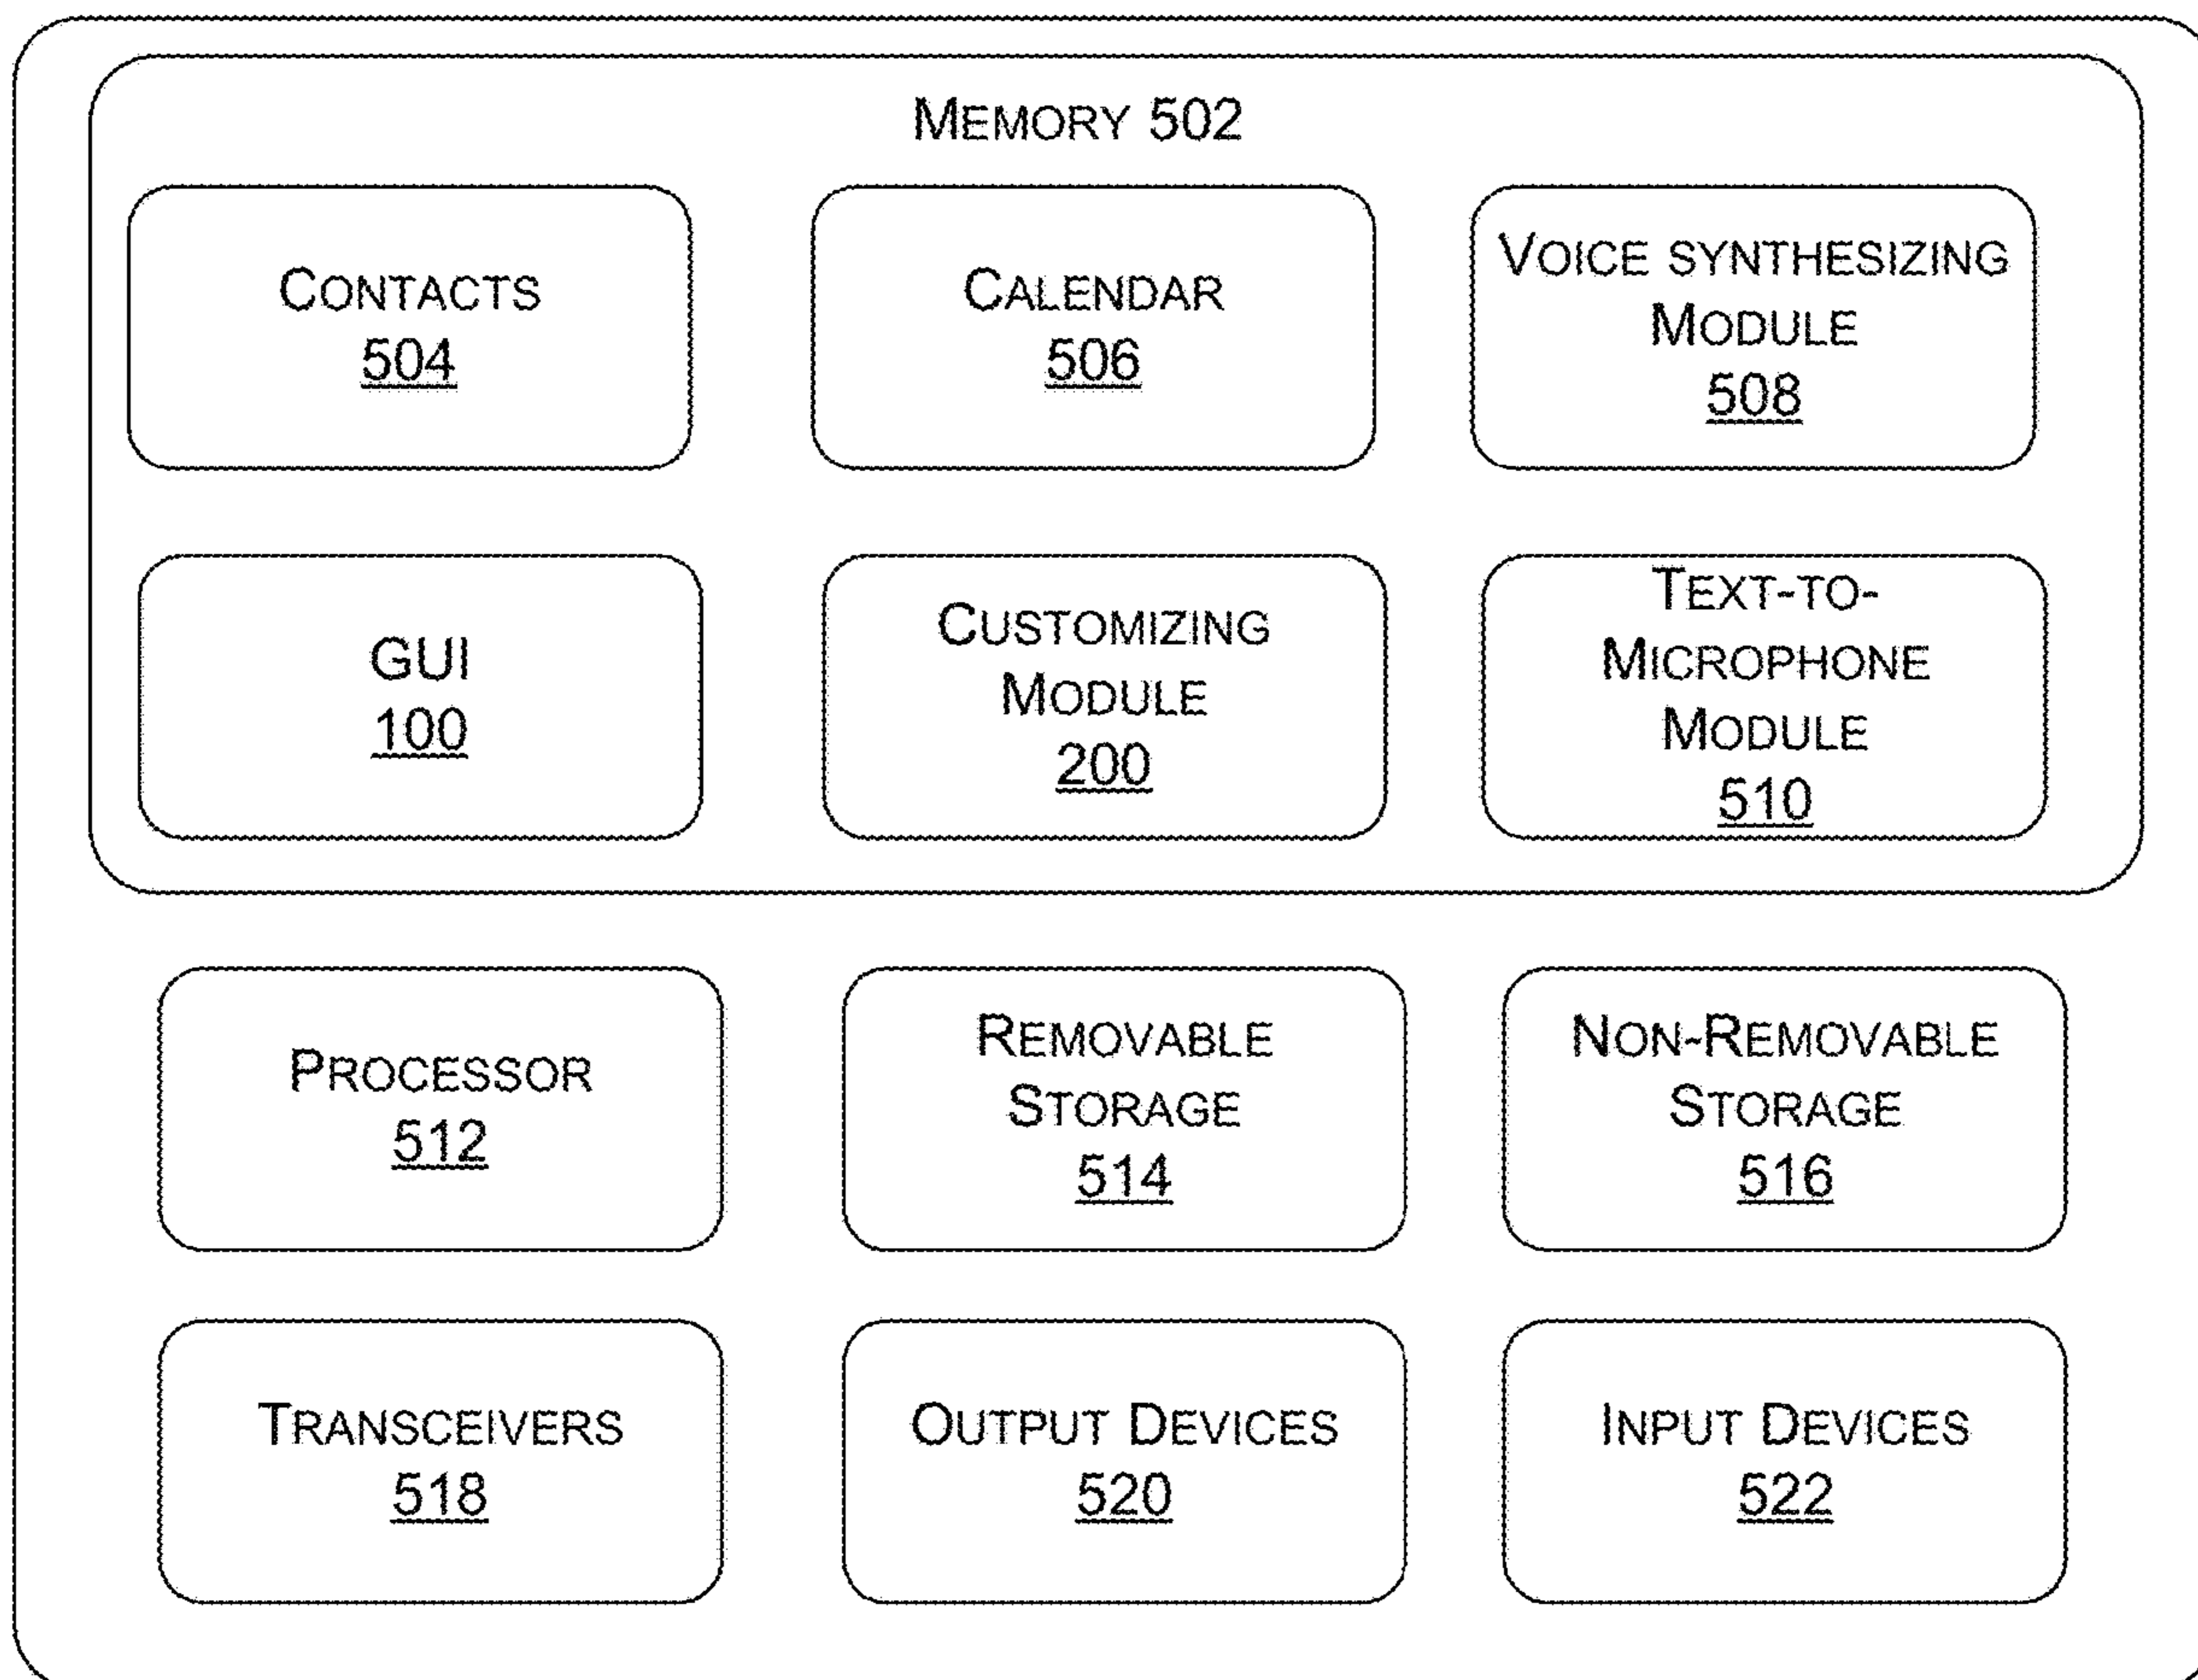 MEMORY 502
CONTACTS
504
CALENDAR
506
VOICE SYNTHESIZING
MODULE
508
GUI
100
CUSTOMIZING
MODULE
200
TEXT-TO-
MICROPHONE
MODULE
510
PROCESSOR
512
REMOVABLE
STORAGE
514
NON-REMOVABLE
STORAGE
516
TRANSCEIVERS
518
OUTPUT DEVICES
520
INPUT DEVICES
522